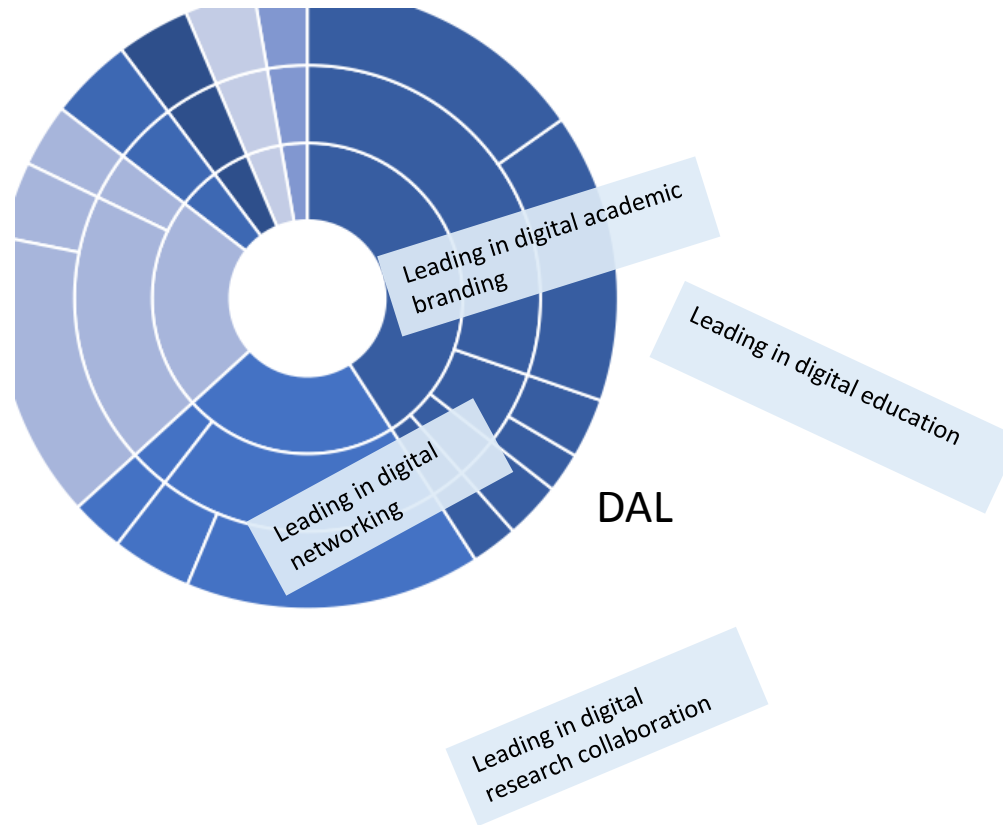 Leading in digital academic
branding
Leading in digital education
Leading in digital
networking
DAL
Leading in digital
research collaboration